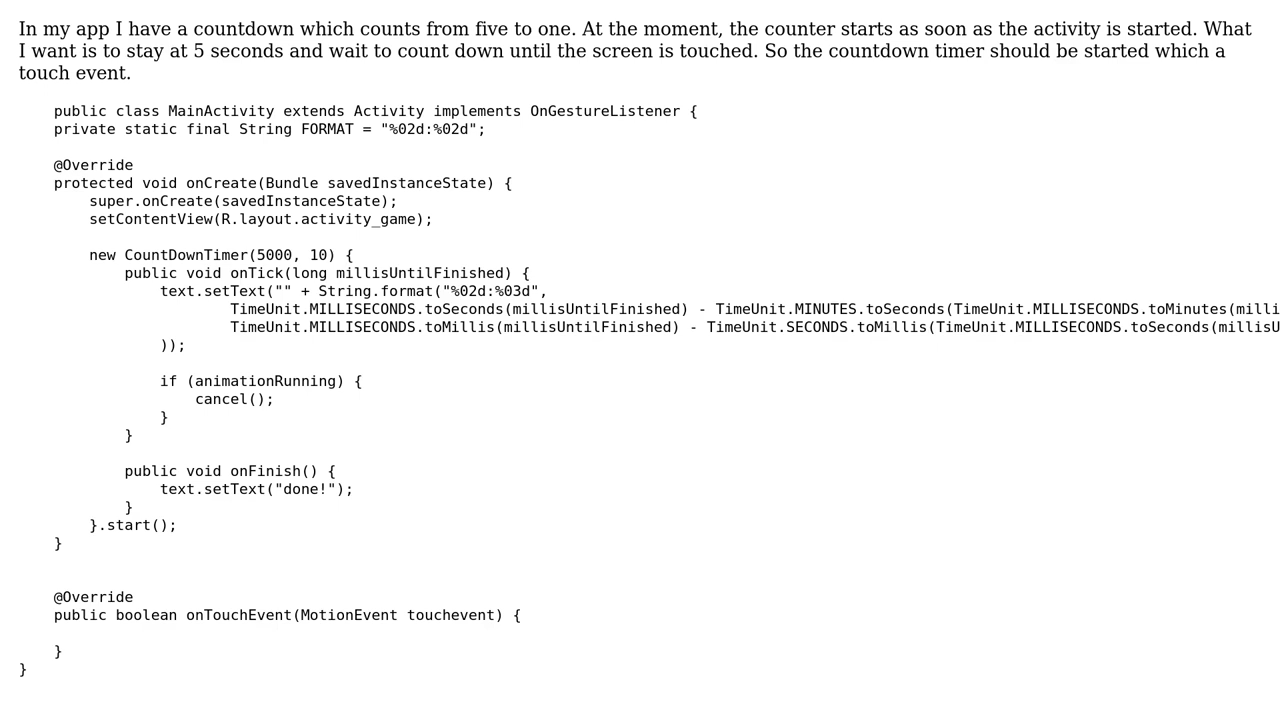 In my app I have a countdown which counts from five to one. At the moment, the counter starts as soon as the activity is started. What
I want is to stay at 5 seconds and wait to count down until the screen is touched. So the countdown timer should be started which a
touch event.
public class MainActivity extends Activity implements OnGestureListener {
private static final String FORMAT = "%02d:%02d";
@Override
protected void onCreate(Bundle savedInstanceState) {
super.onCreate(savedInstanceState);
setContentView(R.layout.activity_game);
new CountDownTimer(5000, 10) {
public void onTick(long millisUntilFinished) {
text.setText("" + String.format("%02d:%03d",
TimeUnit.MILLISECONDS.toSeconds(millisUntilFinished) - TimeUnit.MINUTES.toSeconds(TimeUnit.MILLISECONDS.toMinutes(milli
TimeUnit.MILLISECONDS.toMillis(millisUntilFinished) - TimeUnit.SECONDS.toMillis(TimeUnit.MILLISECONDS.toSeconds(millisU
));
if (animationRunning) {
cancel();
}
}
public void onFinish() {
text.setText("done!");
}
}.start();
}
@Override
public boolean onTouchEvent(MotionEvent touchevent) {
}
}